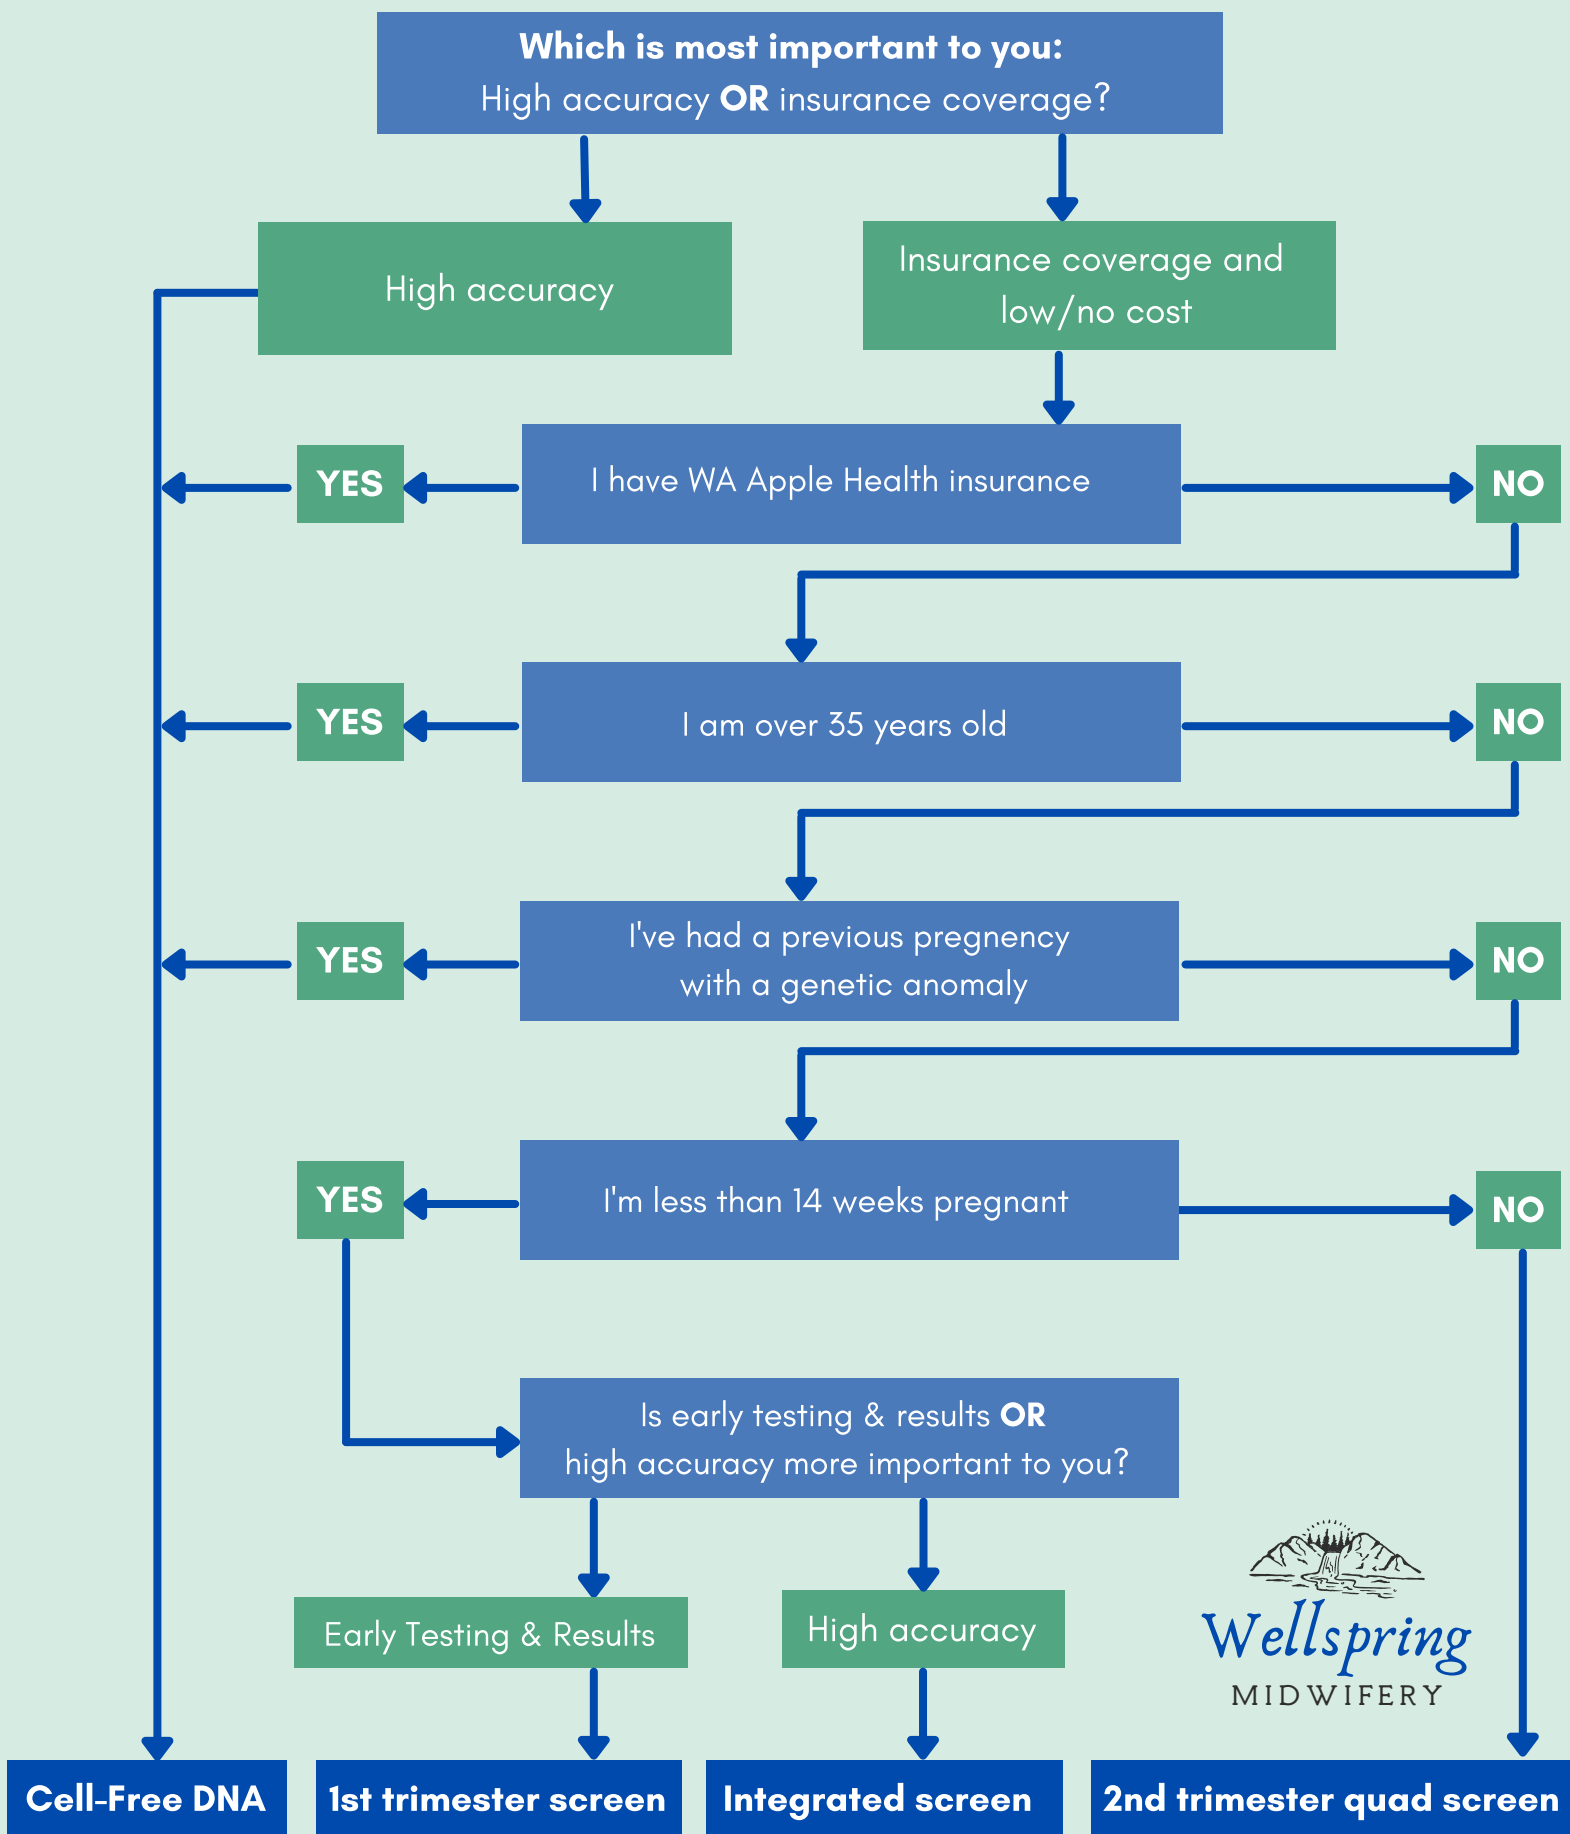 Which is most important to you:
High accuracy OR insurance coverage?
High accuracy
Insurance coverage and
low/no cost
YES
I have WA Apple Health insurance
NO
YES
I am over 35 years old
NO
YES
I've had a previous pregnency
with a genetic anomaly
NO
YES
I'm less than 14 weeks pregnant
NO
Is early testing & results OR
high accuracy more important to you?
Early Testing & Results
High accuracy
Wellspring
MIDWIFERY
Cell-Free DNA
1st trimester screen
Integrated screen
2nd trimester quad screen